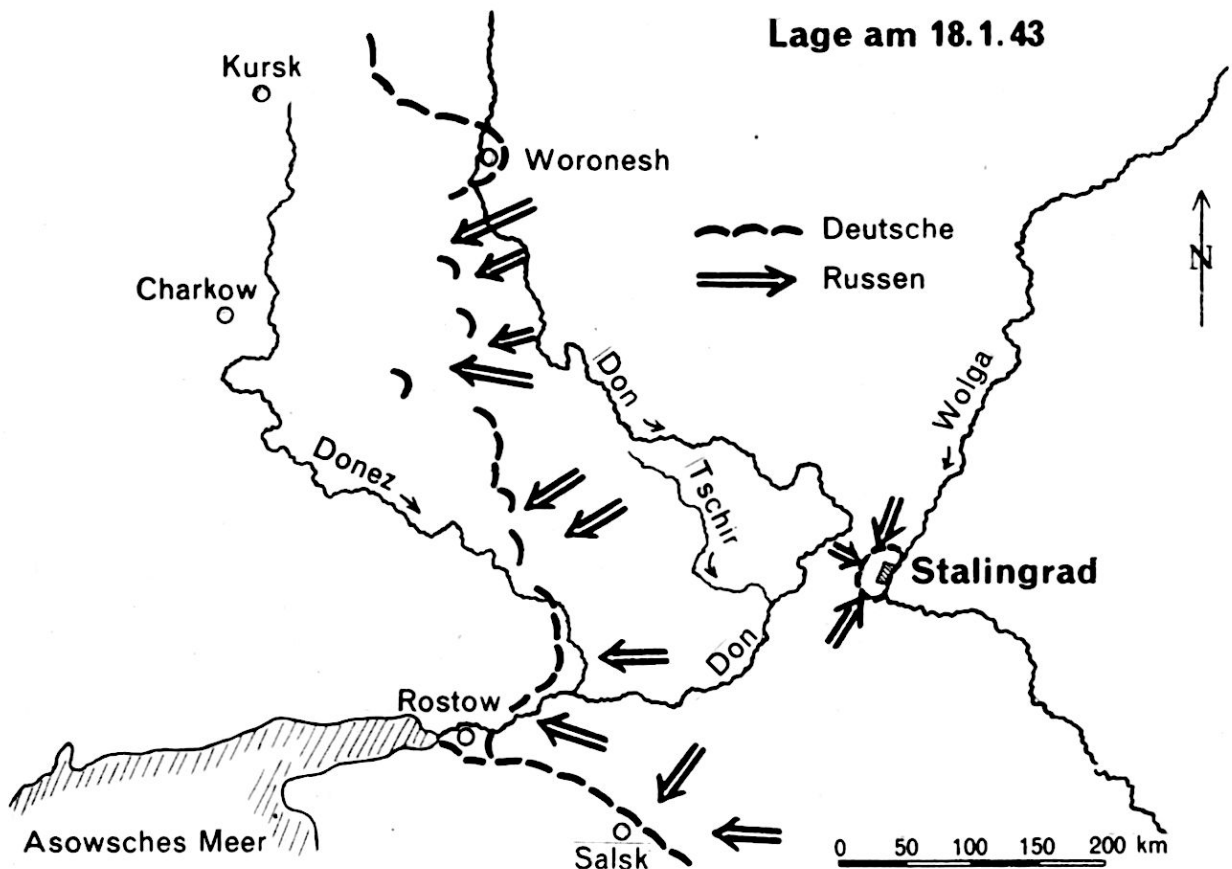 Lage am 18.1.43
Kursk
Woronesh
Deutsche
Russen
N
Charkow
Don
Wolga
Donez
Tschir
Stalingrad
Don
Rostow
Asowsches Meer
Salsk
0 50 100 150 200 km